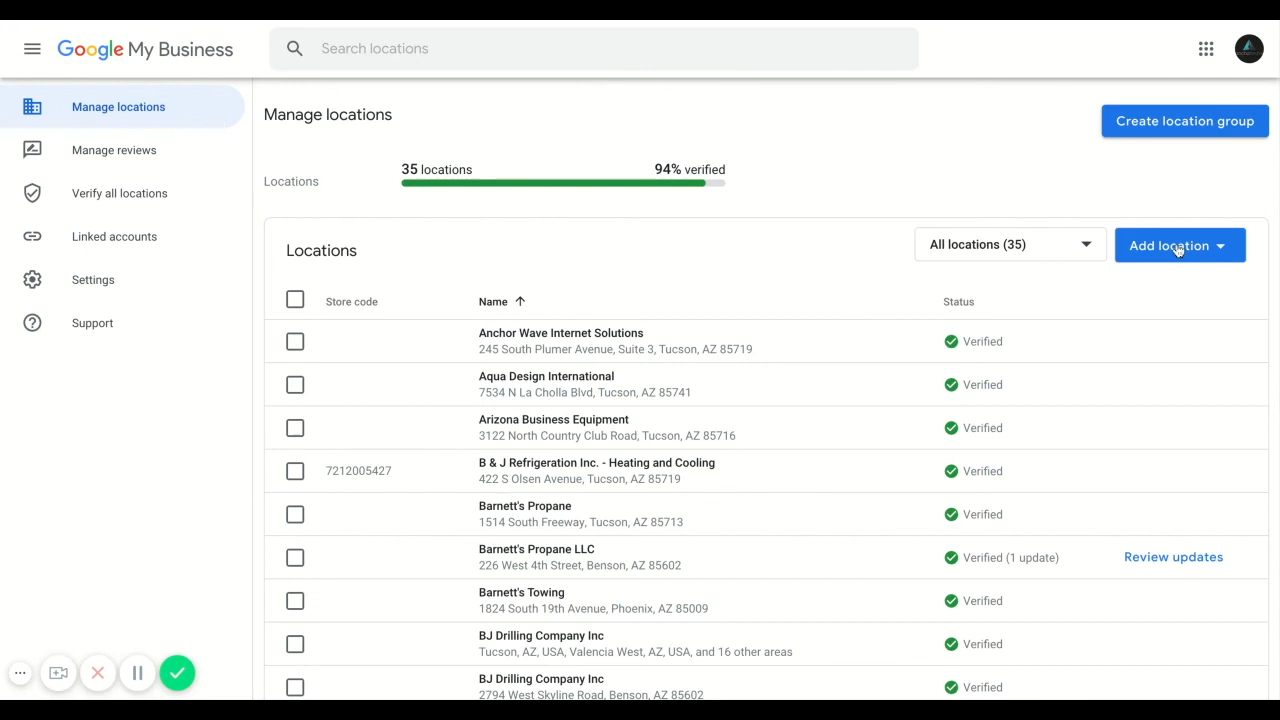 Google My Business
Search locations
Manage locations
Manage reviews
Verify all locations
Linked accounts
Settings
Support
Manage locations
Create location group
Locations
35 locations
94% verified
Locations
All locations (35)
Add location
Store code
Name
Status
Anchor Wave Internet Solutions
245 South Plumer Avenue, Suite 3, Tucson, AZ 85719
Verified
Aqua Design International
7534 N La Cholla Blvd, Tucson, AZ 85741
Verified
Arizona Business Equipment
3122 North Country Club Road, Tucson, AZ 85716
Verified
7212005427
B & J Refrigeration Inc. - Heating and Cooling
422 S Olsen Avenue, Tucson, AZ 85719
Verified
Barnett's Propane
1514 South Freeway, Tucson, AZ 85713
Verified
Barnett's Propane LLC
226 West 4th Street, Benson, AZ 85602
Verified (1 update)
Review updates
Barnett's Towing
1824 South 19th Avenue, Phoenix, AZ 85009
Verified
BJ Drilling Company Inc
Tucson, AZ, USA, Valencia West, AZ, USA, and 16 other areas
Verified
BJ Drilling Company Inc
2794 West Skyline Road, Benson, AZ 85602
Verified